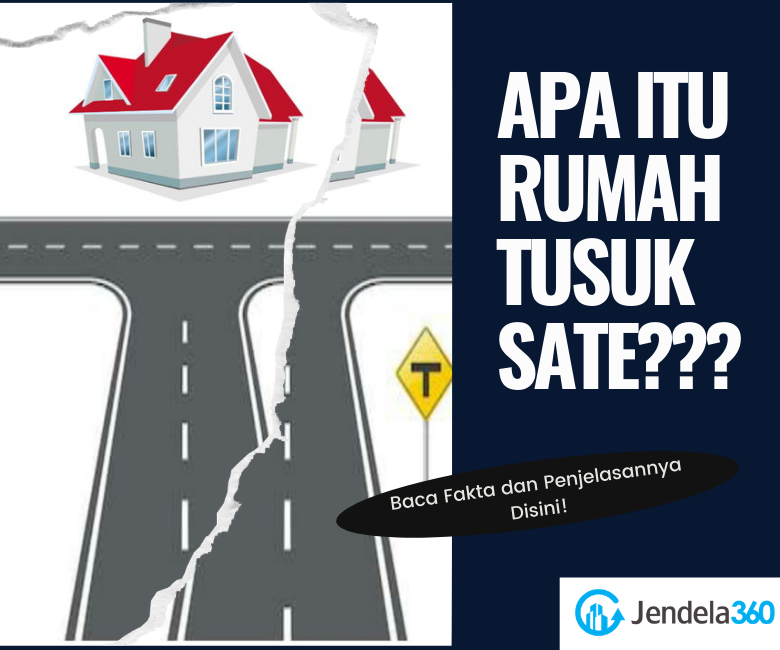 APA ITU
RUMAH
TUSUK
SATE???
Baca Fakta dan Penjelasannya
Disini!
Jendela360